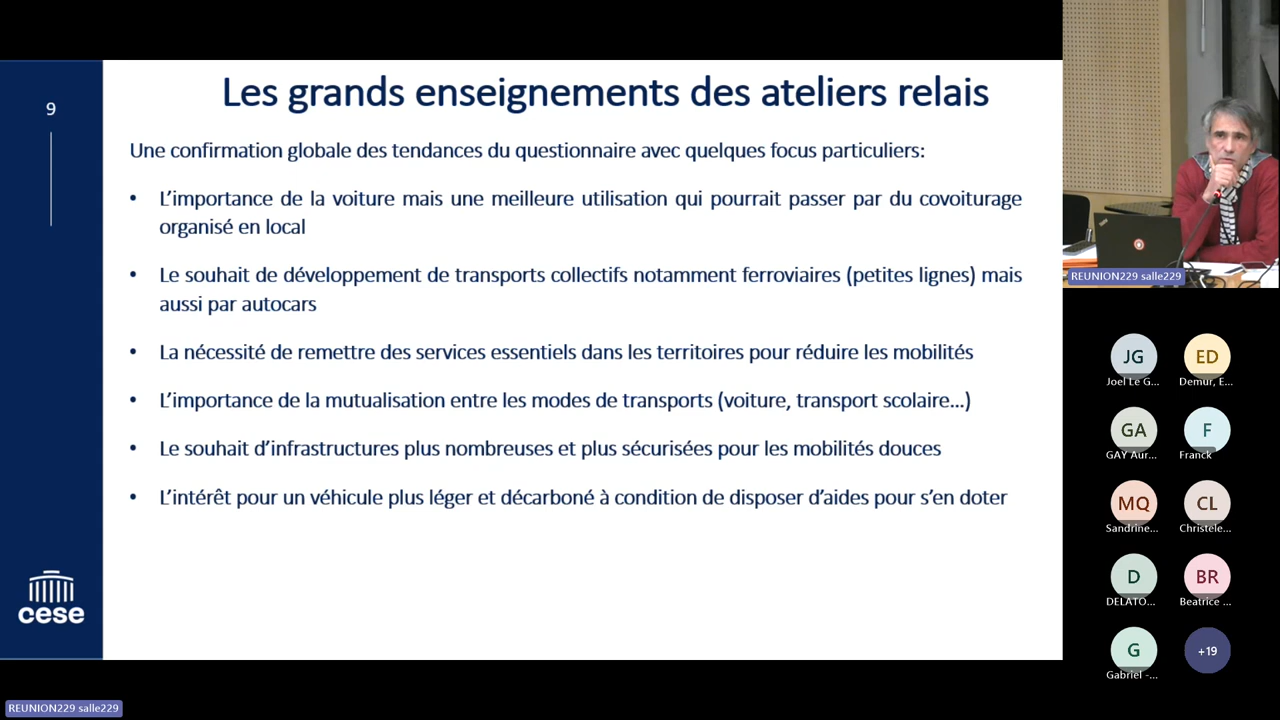 9
Les grands enseignements des ateliers relais
Une confirmation globale des tendances du questionnaire avec quelques focus particuliers:
• L’importance de la voiture mais une meilleure utilisation qui pourrait passer par du covoiturage
organisé en local
• Le souhait de développement de transports collectifs notamment ferroviaires (petites lignes) mais
aussi par autocars
• La nécessité de remettre des services essentiels dans les territoires pour réduire les mobilités
• L’importance de la mutualisation entre les modes de transports (voiture, transport scolaire…)
• Le souhait d’infrastructures plus nombreuses et plus sécurisées pour les mobilités douces
• L’intérêt pour un véhicule plus léger et décarboné à condition de disposer d’aides pour s’en doter
cese
REUNION229 salle229
JG
Joel Le G...
ED
Demur, E...
GA
GAY Aur...
F
Franck
MQ
Sandrine...
CL
Christele...
D
DELATO...
BR
Beatrice ...
G
Gabriel -...
+19
REUNION229 salle229